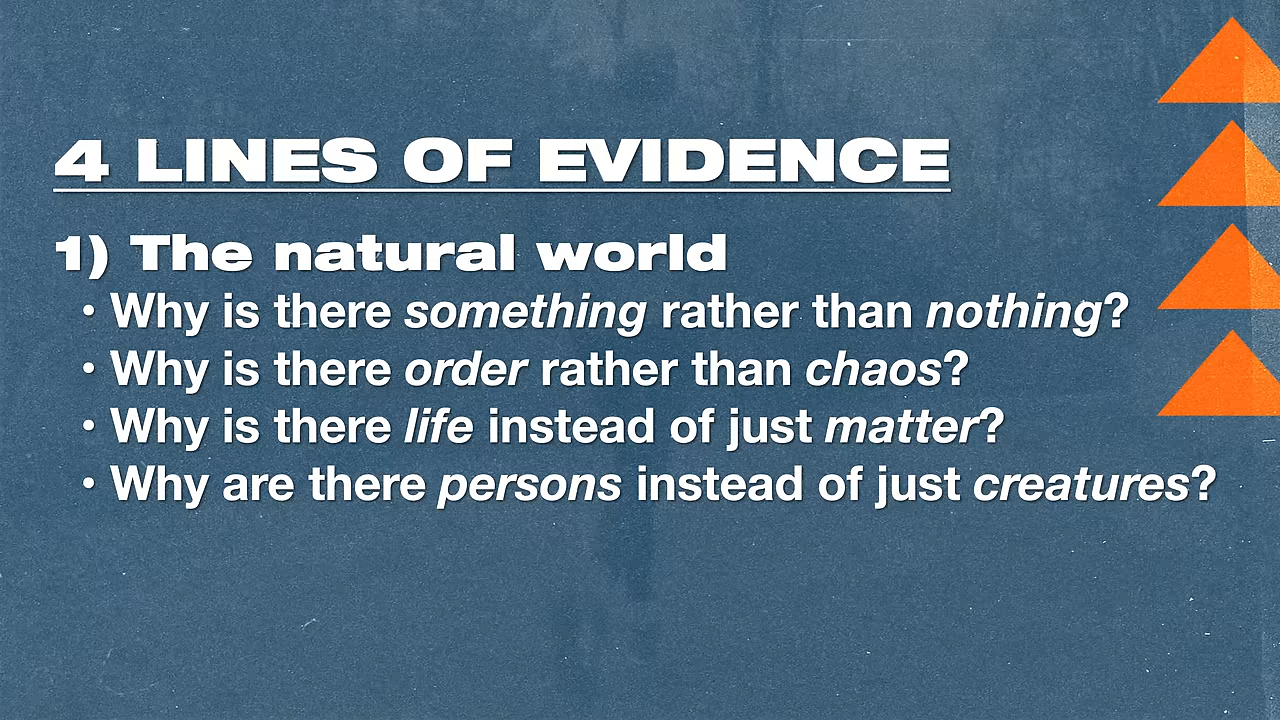 4 LINES OF EVIDENCE
1) The natural world
• Why is there something rather than nothing?
• Why is there order rather than chaos?
• Why is there life instead of just matter?
• Why are there persons instead of just creatures?